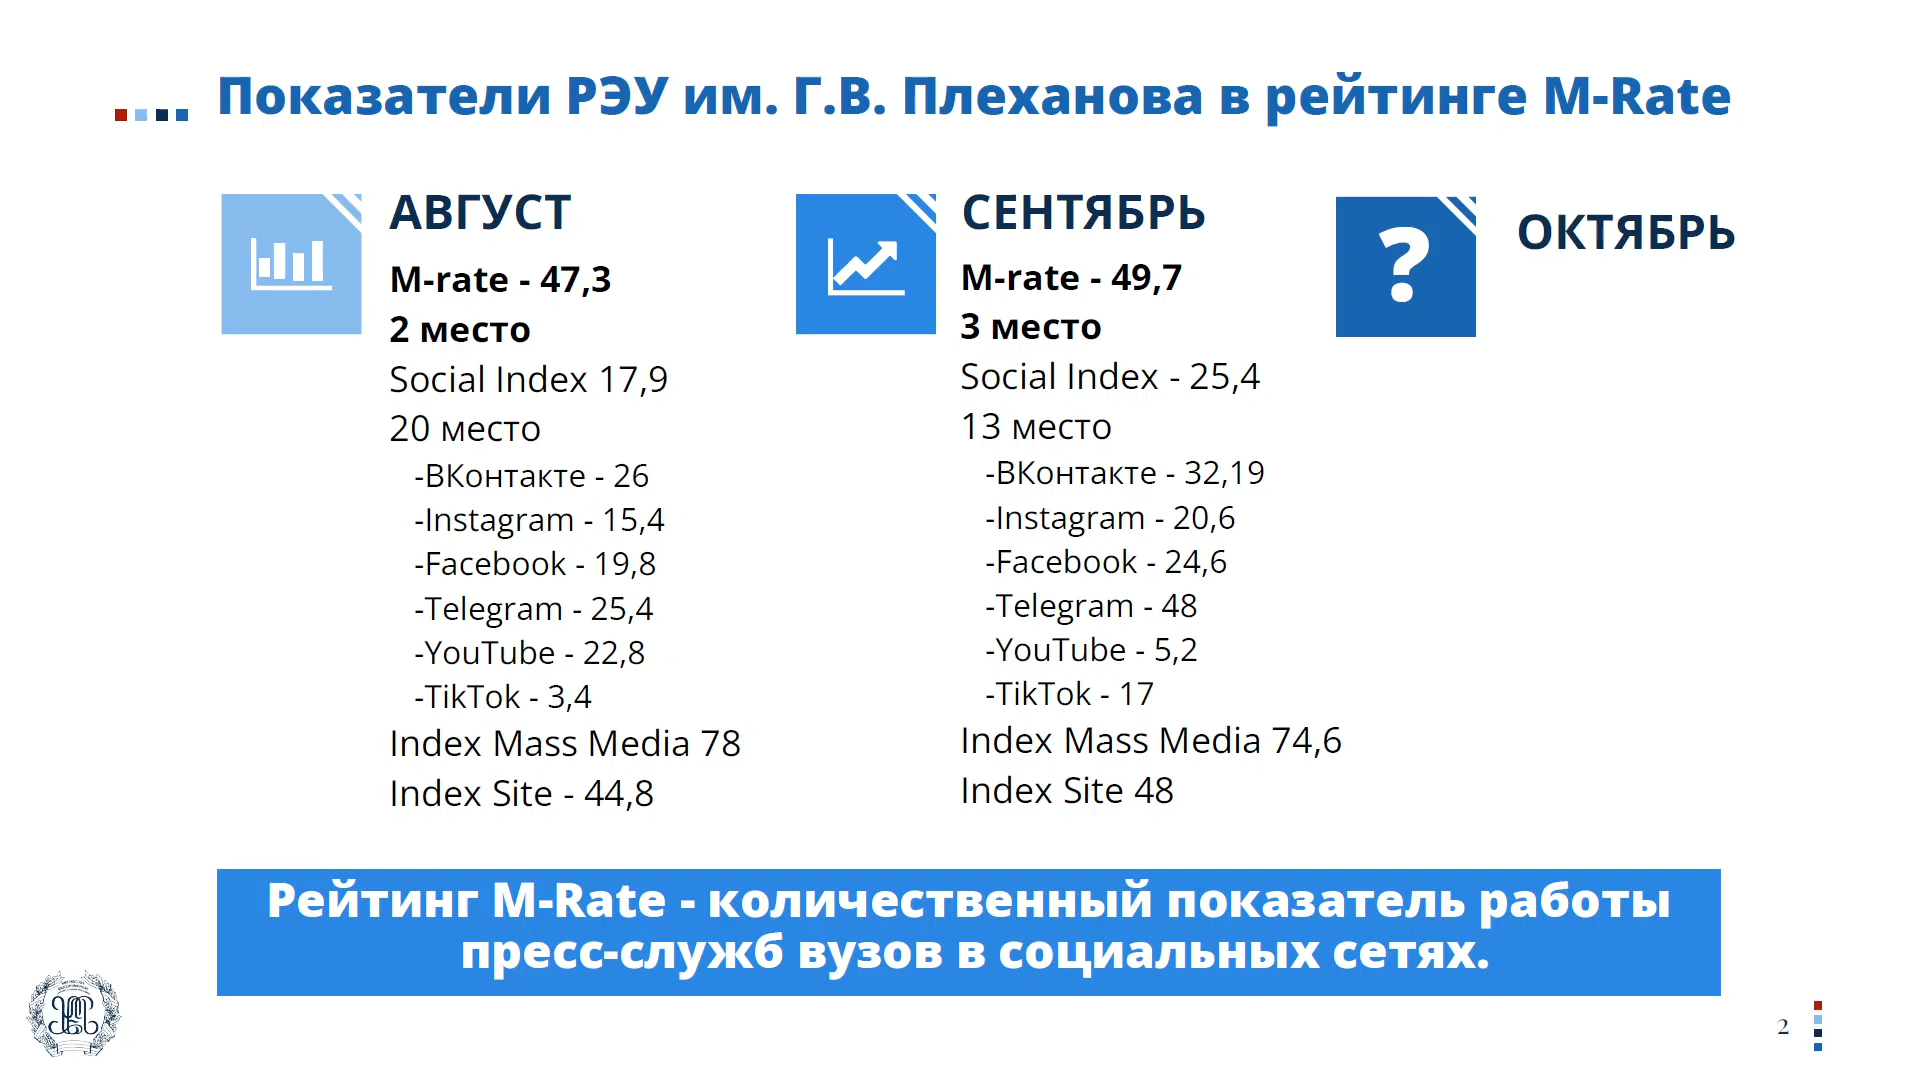 Показатели РЭУ им. Г.В. Плеханова в рейтинге M-Rate
АВГУСТ
M-rate - 47,3
2 место
Social Index 17,9
20 место
-ВКонтакте - 26
-Instagram - 15,4
-Facebook - 19,8
-Telegram - 25,4
-YouTube - 22,8
-TikTok - 3,4
Index Mass Media 78
Index Site - 44,8
СЕНТЯБРЬ
M-rate - 49,7
3 место
Social Index - 25,4
13 место
-ВКонтакте - 32,19
-Instagram - 20,6
-Facebook - 24,6
-Telegram - 48
-YouTube - 5,2
-TikTok - 17
Index Mass Media 74,6
Index Site 48
?
ОКТЯБРЬ
Рейтинг M-Rate - количественный показатель работы
пресс-служб вузов в социальных сетях.
2